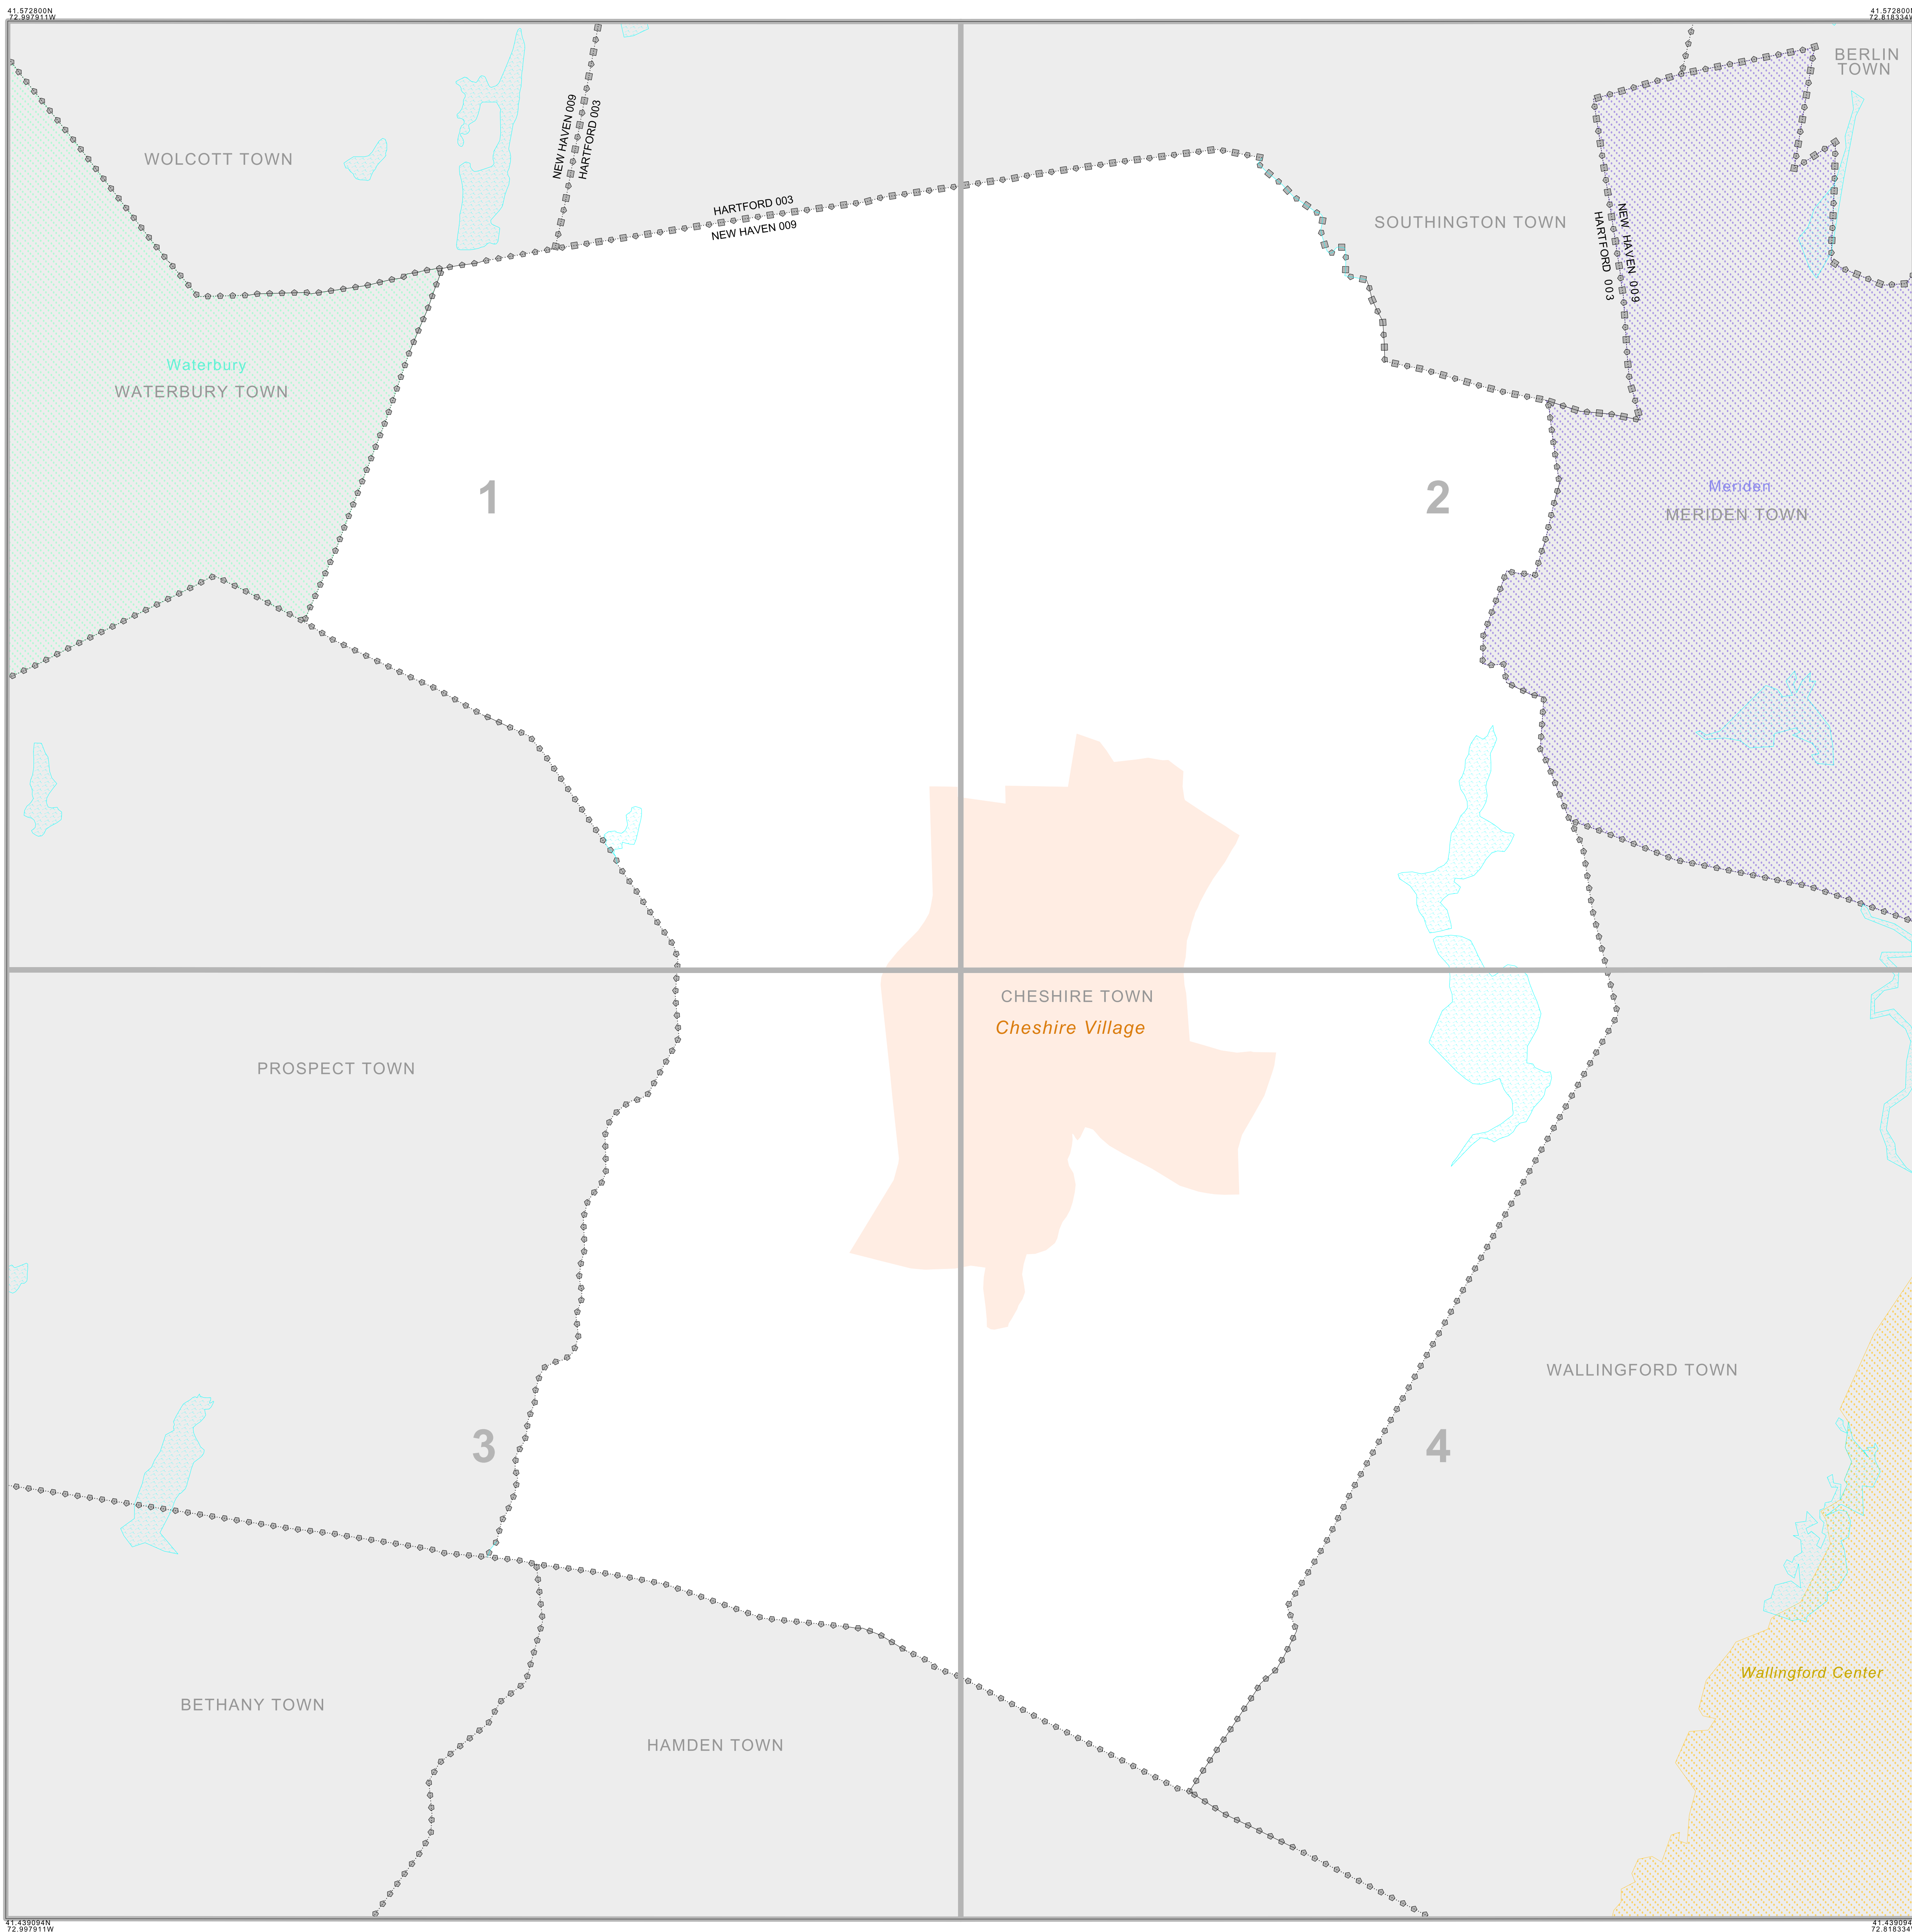 41.572800N
72.997911W
41.572800N
72.818334W
BERLIN
TOWN
NEW HAVEN 009
HARTFORD 003
WOLCOTT TOWN
HARTFORD 003
NEW HAVEN 009
SOUTHINGTON TOWN
NEW HAVEN 009
HARTFORD 003
Waterbury
WATERBURY TOWN
1
2
Meriden
MERIDEN TOWN
CHESHIRE TOWN
Cheshire Village
PROSPECT TOWN
WALLINGFORD TOWN
3
4
Wallingford Center
BETHANY TOWN
HAMDEN TOWN
41.439094N
72.997911W
41.439094
72.818334